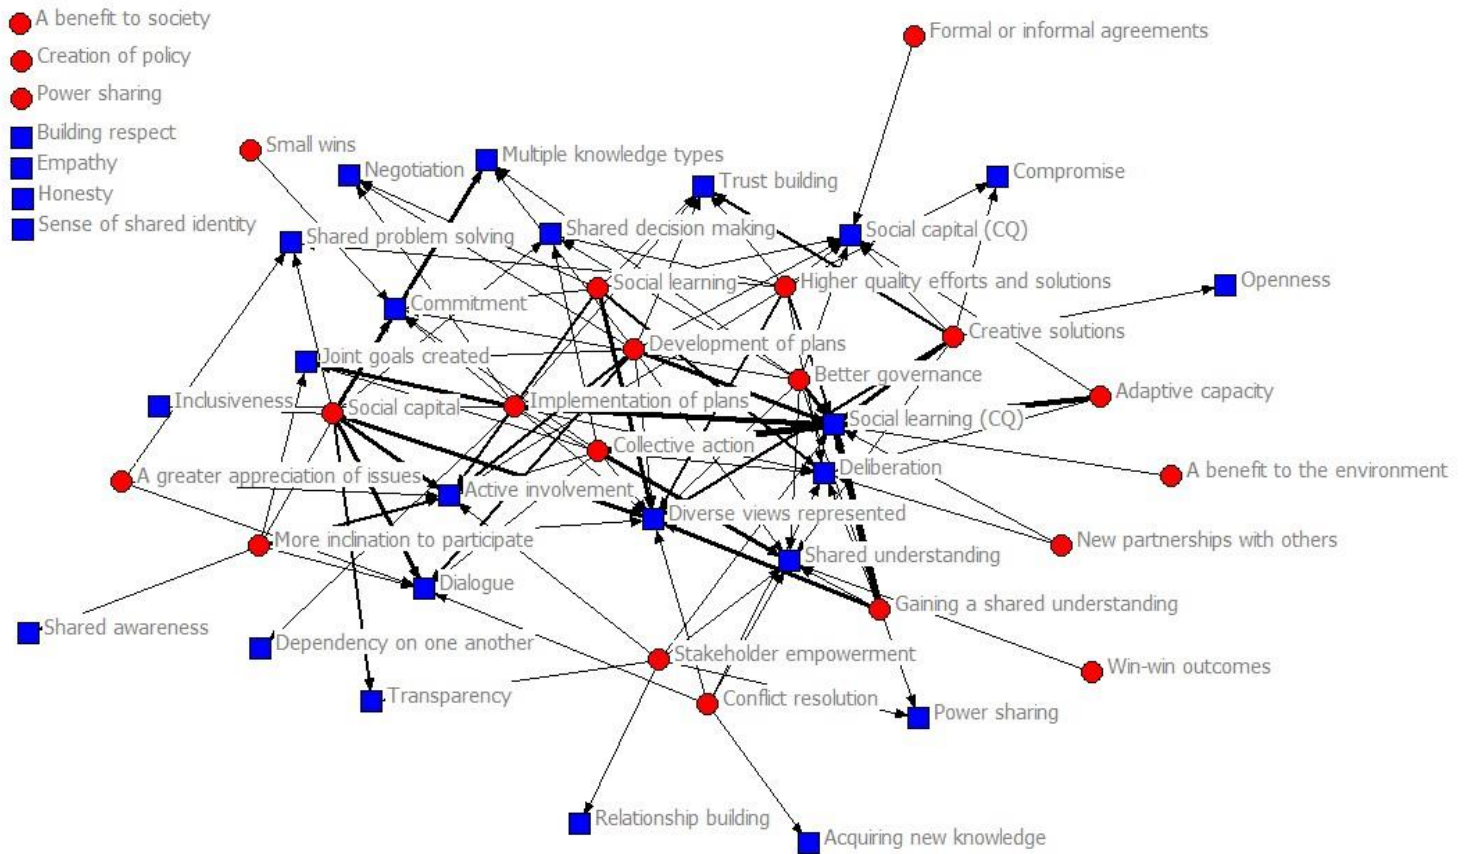 A benefit to society
Creation of policy
Power sharing
Building respect
Empathy
Honesty
Sense of shared identity
Formal or informal agreements
Small wins
Negotiation
Multiple knowledge types
Trust building
Compromise
Shared problem solving
Shared decision making
Social capital (CQ)
Commitment
Social learning
Higher quality efforts and solutions
Openness
Joint goals created
Development of plans
Creative solutions
Inclusiveness
Social capital
Implementation of plans
Better governance
Adaptive capacity
Collective action
Social learning (CQ)
A greater appreciation of issues
Active involvement
Deliberation
A benefit to the environment
Diverse views represented
More inclination to participate
Shared understanding
New partnerships with others
Dialogue
Gaining a shared understanding
Shared awareness
Dependency on one another
Stakeholder empowerment
Win-win outcomes
Transparency
Conflict resolution
Power sharing
Relationship building
Acquiring new knowledge